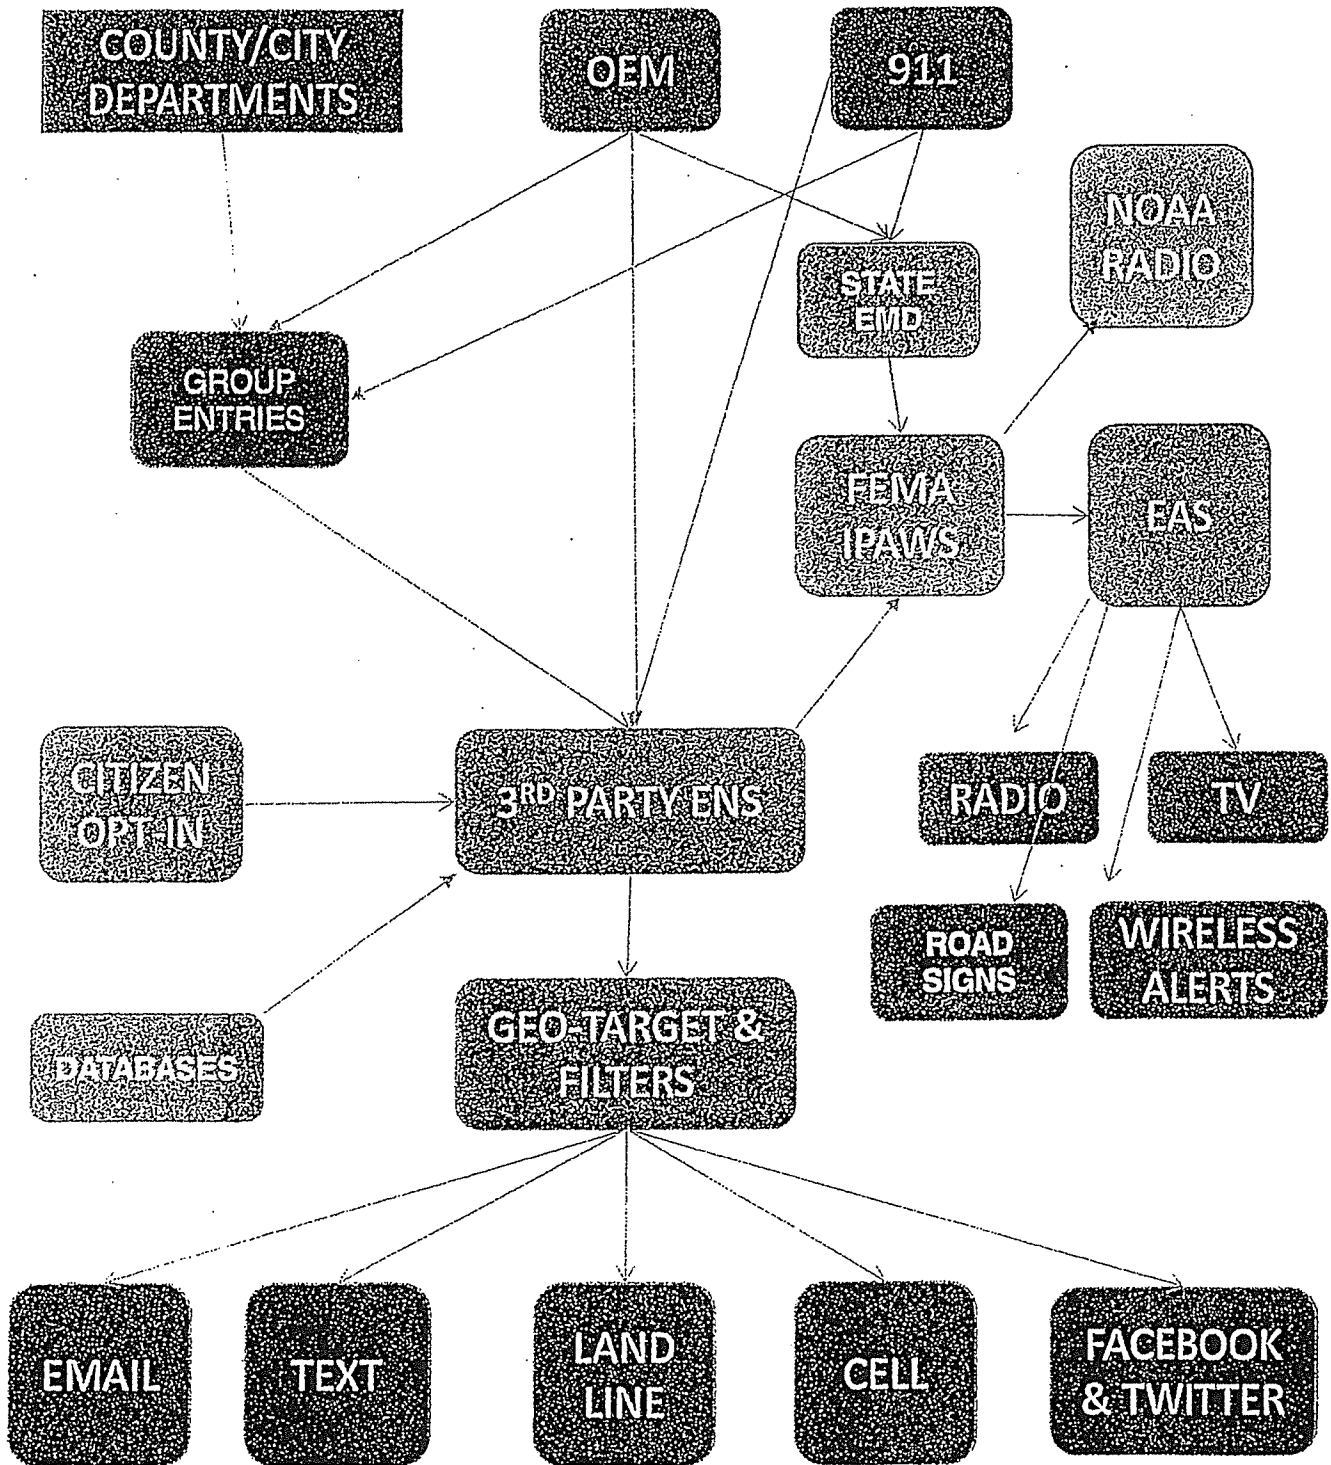 COUNTY/CITY
DEPARTMENTS
OEM
911
NOAA
RADIO
STATE
EMD
GROUP
ENTRIES
FEMA
IPAWS
EAS
CITIZEN
OPT-IN
3RD PARTY ENS
RADIO
TV
ROAD
SIGNS
WIRELESS
ALERTS
DATABASES
GEO-TARGET &
FILTERS
EMAIL
TEXT
LAND
LINE
CELL
FACEBOOK
& TWITTER